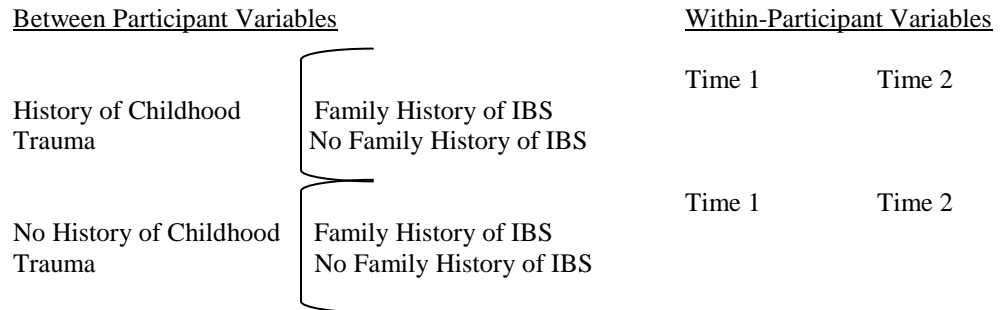 Between Participant Variables Within-Participant Variables
Time 1 Time 2
History of Childhood Family History of IBS
Trauma No Family History of IBS
Time 1 Time 2
No History of Childhood Family History of IBS
Trauma No Family History of IBS